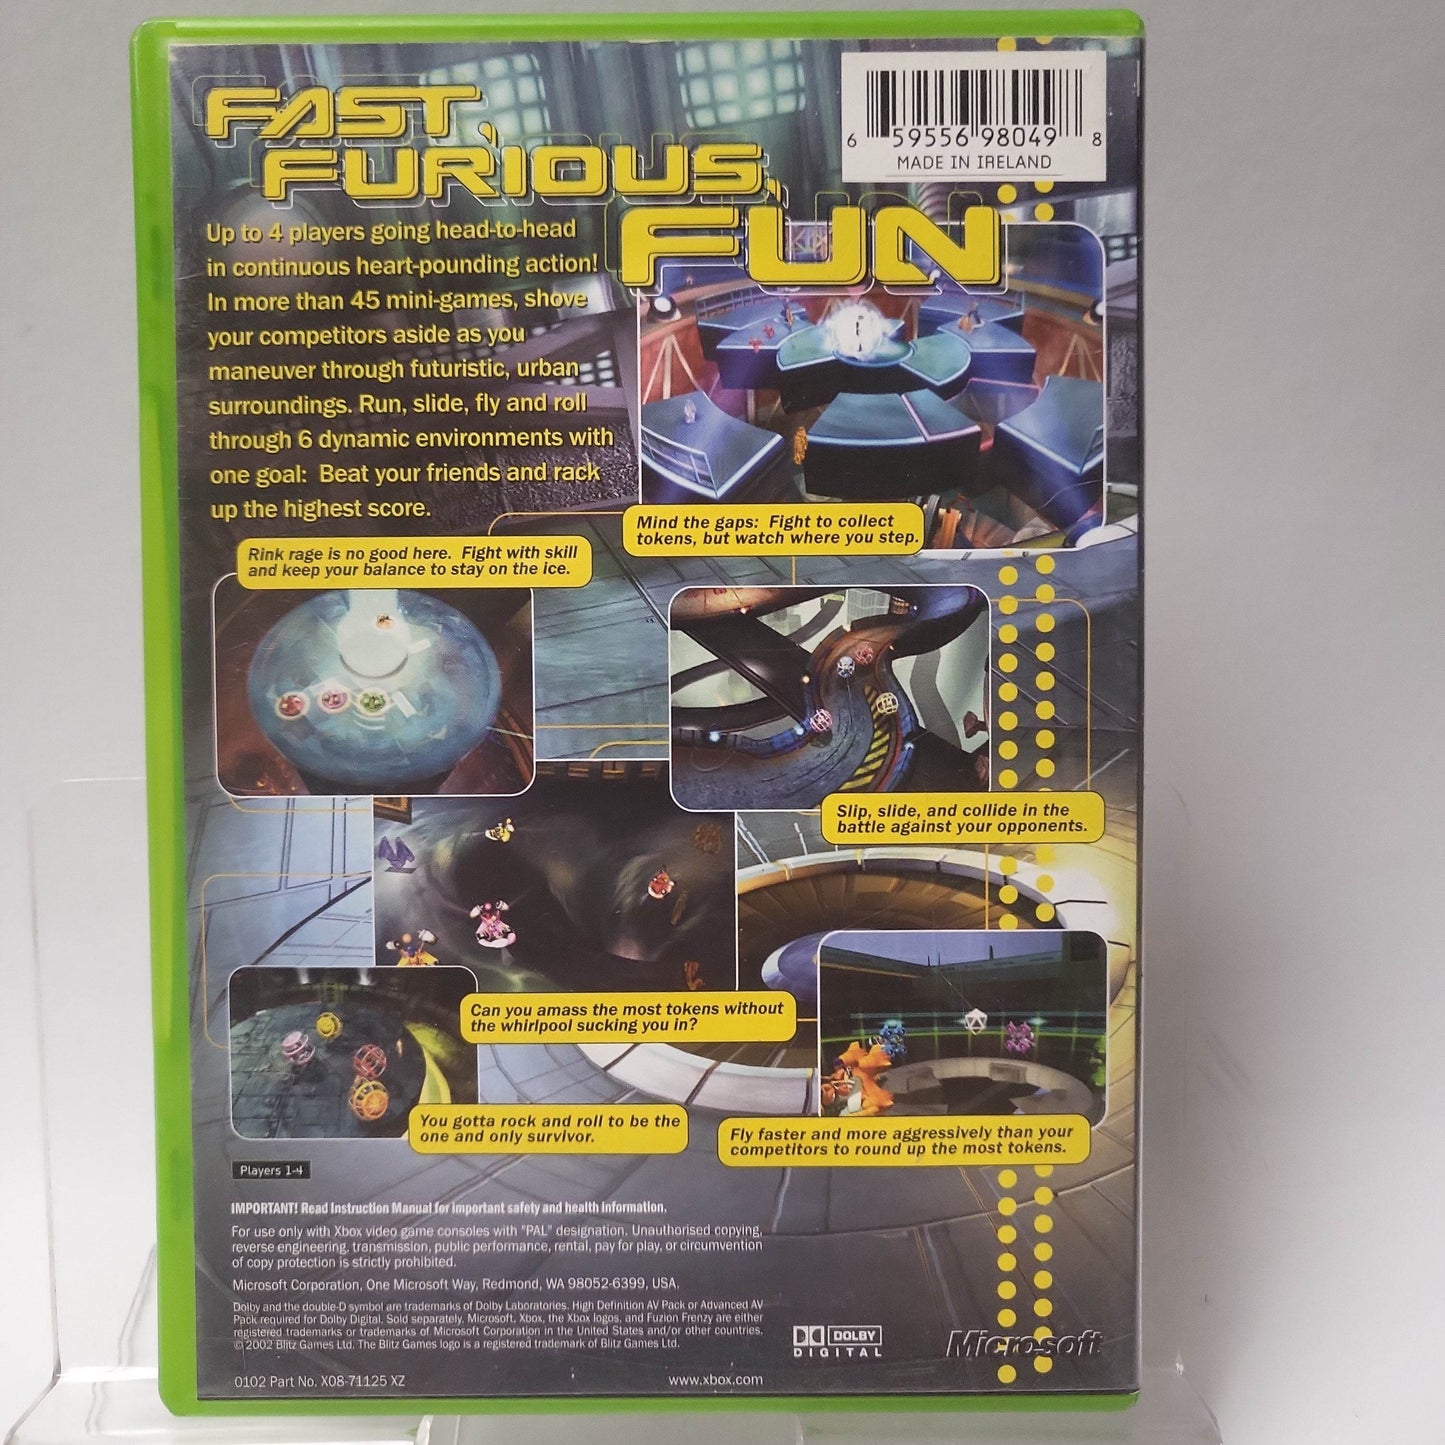 FAST,
FURIOUS,
FUN
6 59556 98049 8
MADE IN IRELAND
Up to 4 players going head-to-head
in continuous heart-pounding action!
In more than 45 mini-games, shove
your competitors aside as you
maneuver through futuristic, urban
surroundings. Run, slide, fly and roll
through 6 dynamic environments with
one goal: Beat your friends and rack
up the highest score.
Mind the gaps: Fight to collect
tokens, but watch where you step.
Rink rage is no good here. Fight with skill
and keep your balance to stay on the ice.
Slip, slide, and collide in the
battle against your opponents.
Can you amass the most tokens without
the whirlpool sucking you in?
You gotta rock and roll to be the
one and only survivor.
Fly faster and more aggressively than your
competitors to round up the most tokens.
Players 1-4
IMPORTANT! Read Instruction Manual for important safety and health information.
For use only with Xbox video game consoles with "PAL" designation. Unauthorised copying,
reverse engineering, transmission, public performance, rental, pay for play, or circumvention
of copy protection is strictly prohibited.
Microsoft Corporation, One Microsoft Way, Redmond, WA 98052-6399, USA.
Dolby and the double-D symbol are trademarks of Dolby Laboratories. High Definition AV Pack or Advanced AV
Pack required for Dolby Digital. Sold separately. Microsoft, Xbox, the Xbox logos, and Fuzion Frenzy are either
registered trademarks or trademarks of Microsoft Corporation in the United States and/or other countries.
©2002 Blitz Games Ltd. The Blitz Games logo is a registered trademark of Blitz Games Ltd.
DOLBY
DIGITAL
Microsoft
0102 Part No. X08-71125 XZ
www.xbox.com